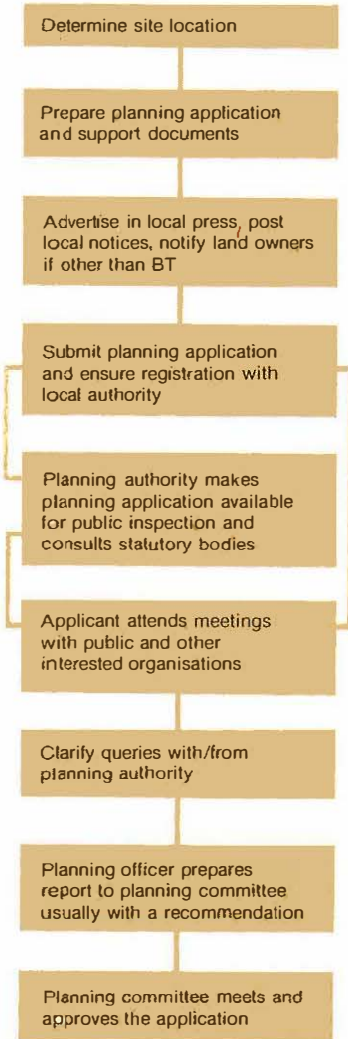 Determine site location
Prepare planning application
and support documents
Advertise in local press, post
local notices, notify land owners
if other than BT
Submit planning application
and ensure registration with
local authority
Planning authority makes
planning application available
for public inspection and
consults statutory bodies
Applicant attends meetings
with public and other
interested organisations
Clarify queries with/from
planning authority
Planning officer prepares
report to planning committee
usually with a recommendation
Planning committee meets and
approves the application